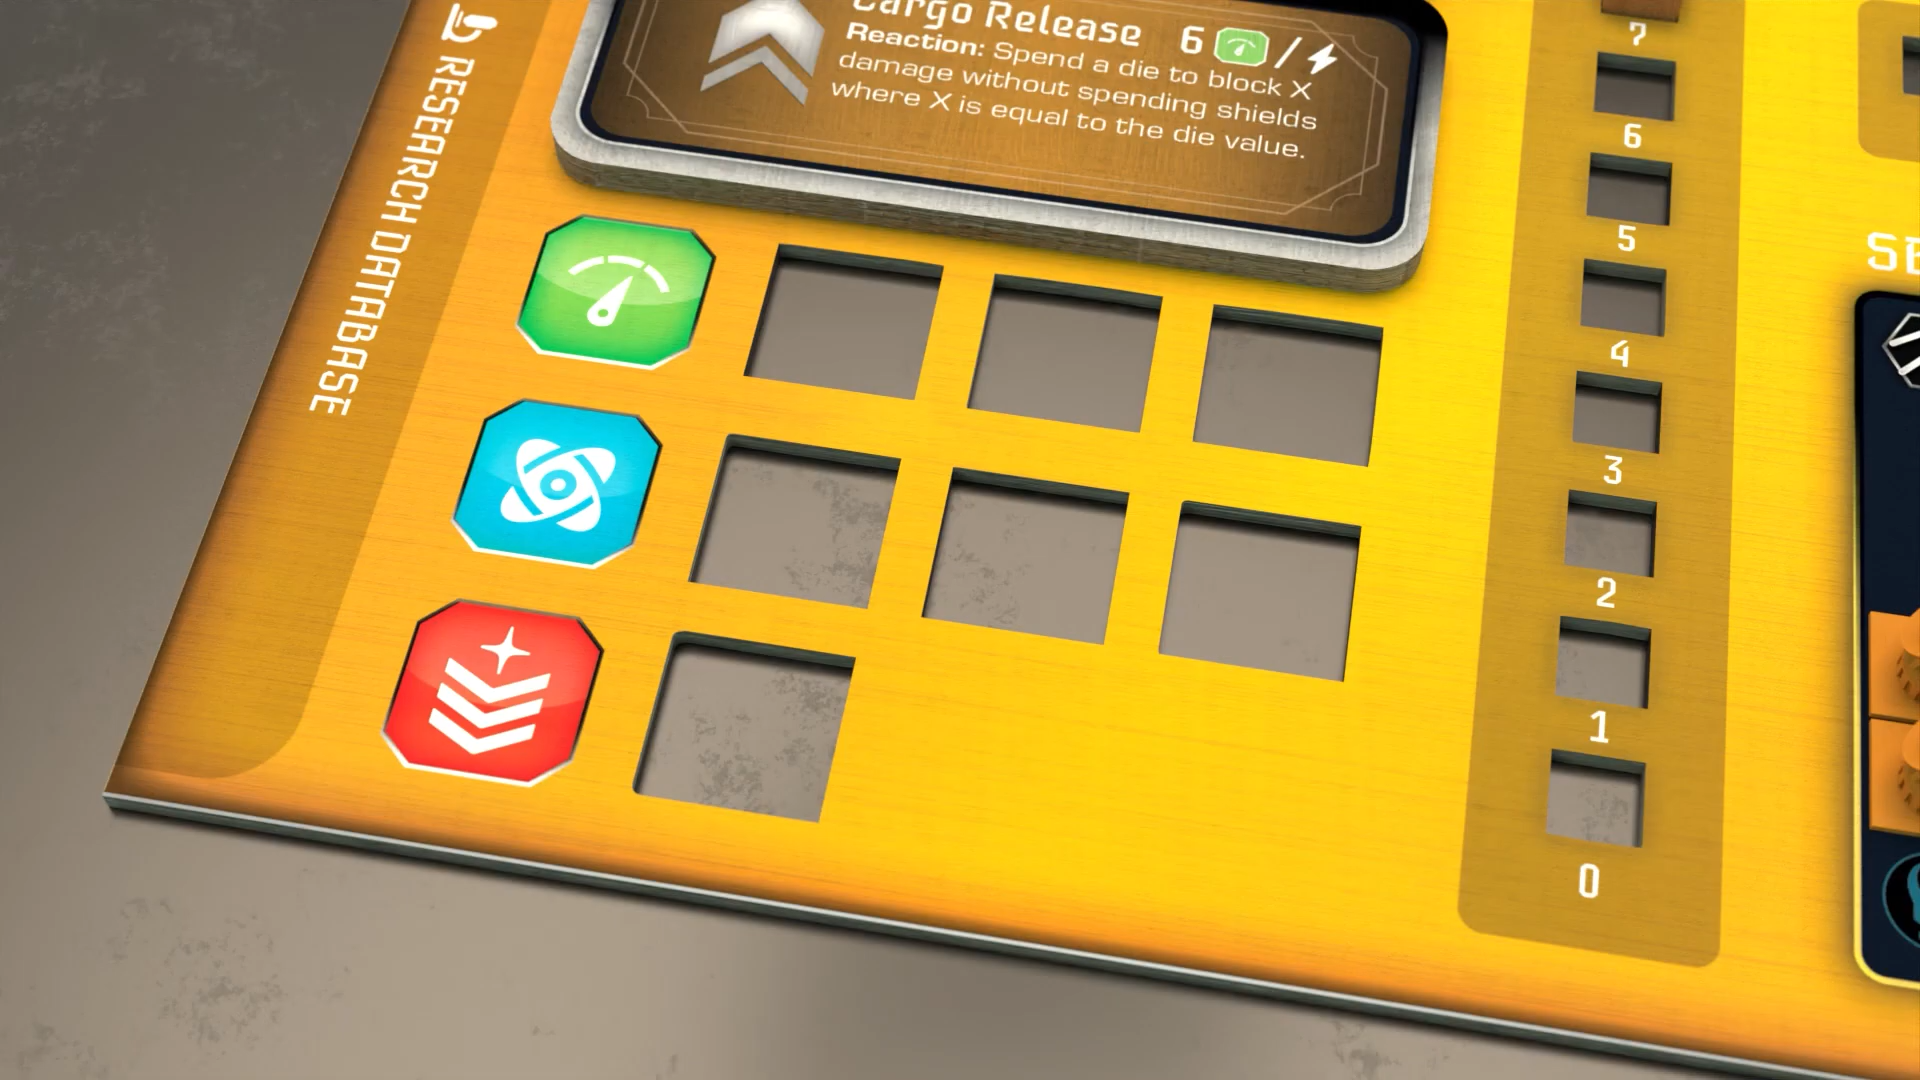 Cargo Release 6 /
Reaction: Spend a die to block X
damage without spending shields
where X is equal to the die value.
RESEARCH DATABASE
7
6
5
4
3
2
1
0